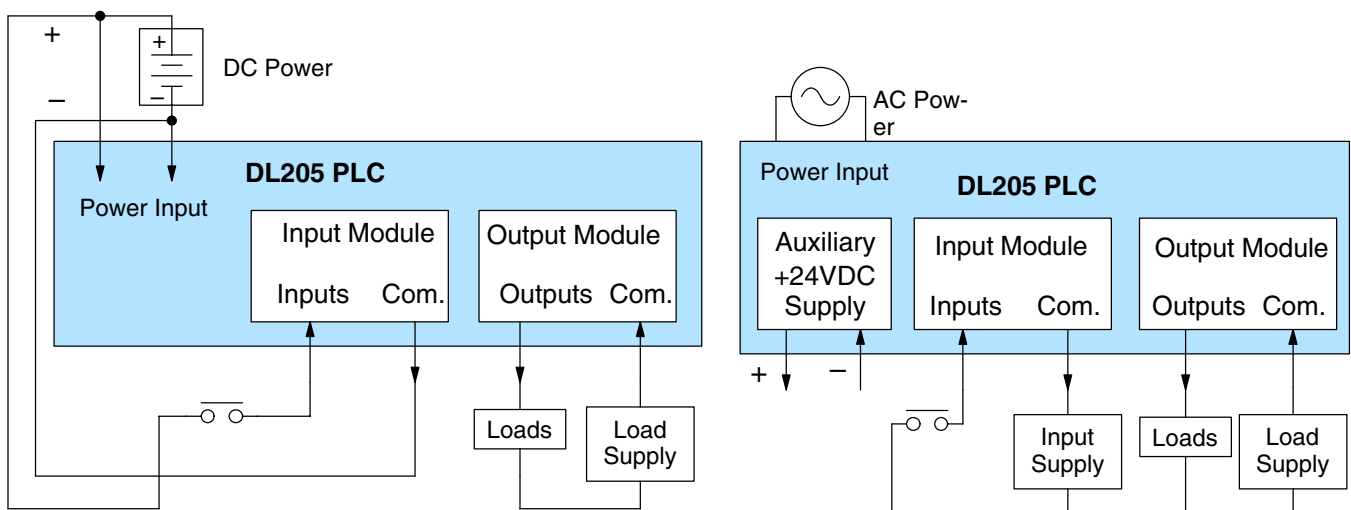 +
+
DC Power
–
–
DL205 PLC
Power Input
Input Module
Inputs Com.
Output Module
Outputs Com.
Loads
Load
Supply
AC Pow-
er
Power Input
DL205 PLC
Auxiliary
+24VDC
Supply
+ –
Input Module
Inputs Com.
Output Module
Outputs Com.
Input
Supply
Loads
Load
Supply